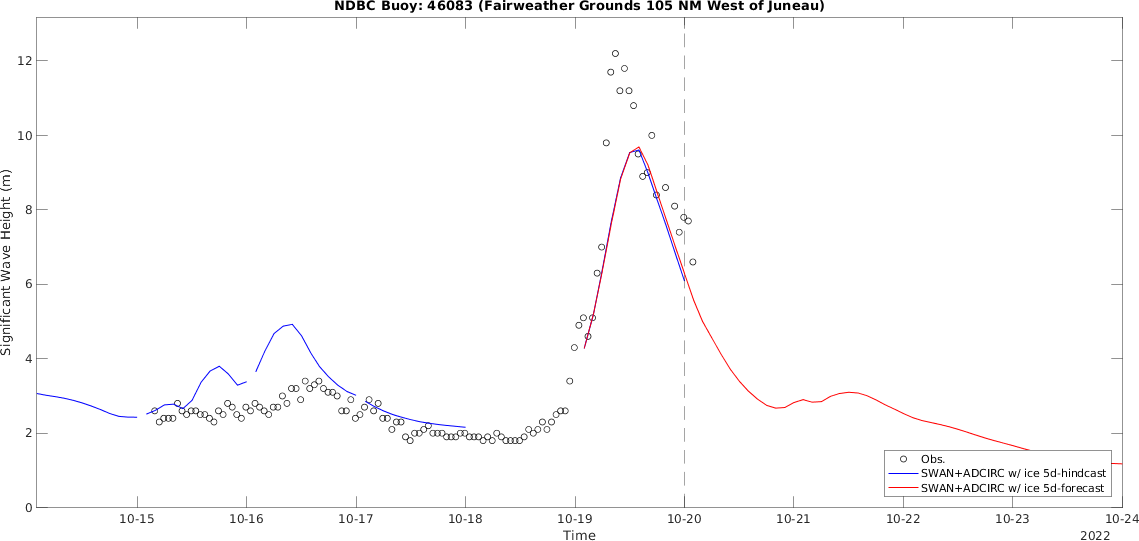 NDBC Buoy: 46083 (Fairweather Grounds 105 NM West of Juneau)
Significant Wave Height (m)
12
10
8
6
4
2
0
10-15 10-16 10-17 10-18 10-19 10-20 10-21 10-22 10-23 10-24
Time
2022
Obs.
SWAN+ADCIRC w/ ice 5d-hindcast
SWAN+ADCIRC w/ ice 5d-forecast